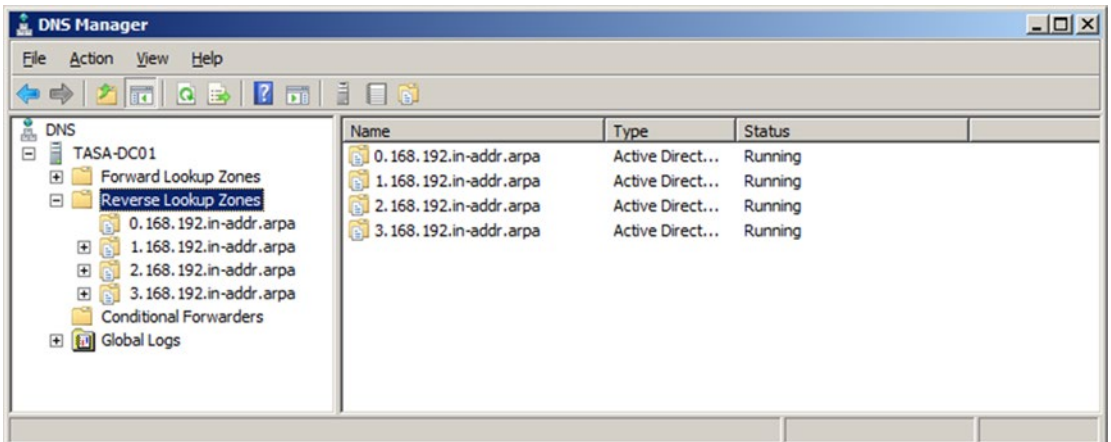 DNS Manager
File Action View Help
DNS
TASA-DC01
Forward Lookup Zones
Reverse Lookup Zones
0.168.192.in-addr.arpa
1.168.192.in-addr.arpa
2.168.192.in-addr.arpa
3.168.192.in-addr.arpa
Conditional Forwarders
Global Logs
Name Type Status
0.168.192.in-addr.arpa Active Direct... Running
1.168.192.in-addr.arpa Active Direct... Running
2.168.192.in-addr.arpa Active Direct... Running
3.168.192.in-addr.arpa Active Direct... Running